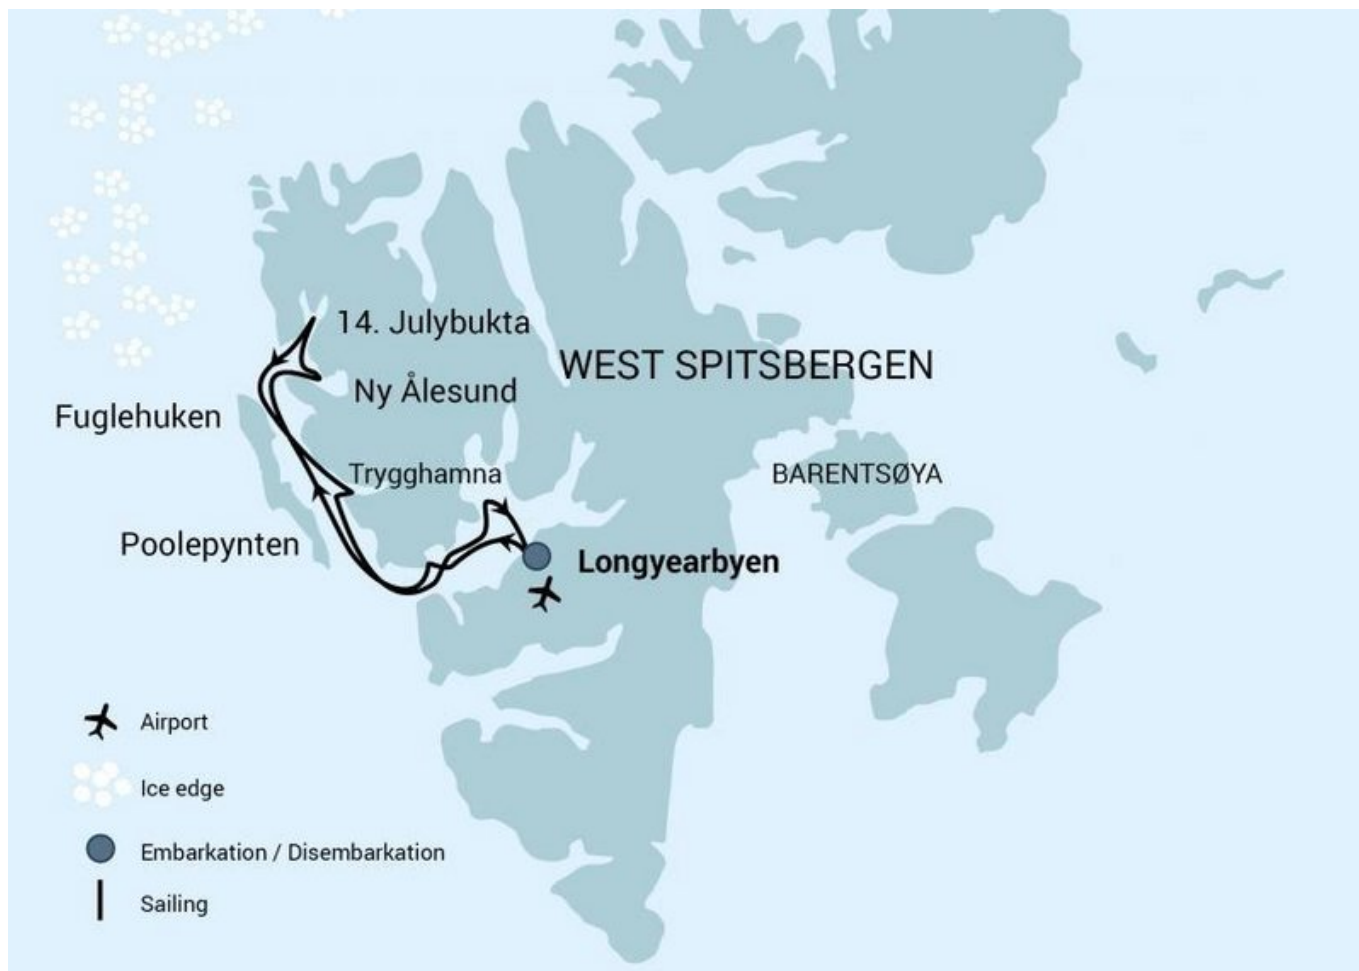 14. Julybukta
WEST SPITSBERGEN
Ny Ålesund
Fuglehuken
Trygghamna
BARENTSØYA
Poolepynten
Longyearbyen
Airport
Ice edge
Embarkation / Disembarkation
Sailing